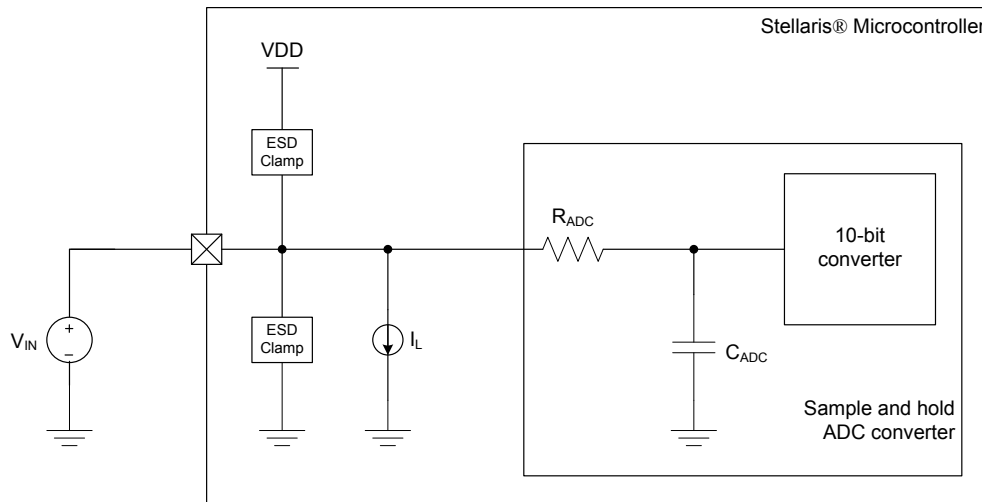 Stellaris® Microcontroller
VDD
ESD
Clamp
R_ADC
10-bit
converter
V_IN
+
–
ESD
Clamp
I_L
C_ADC
Sample and hold
ADC converter